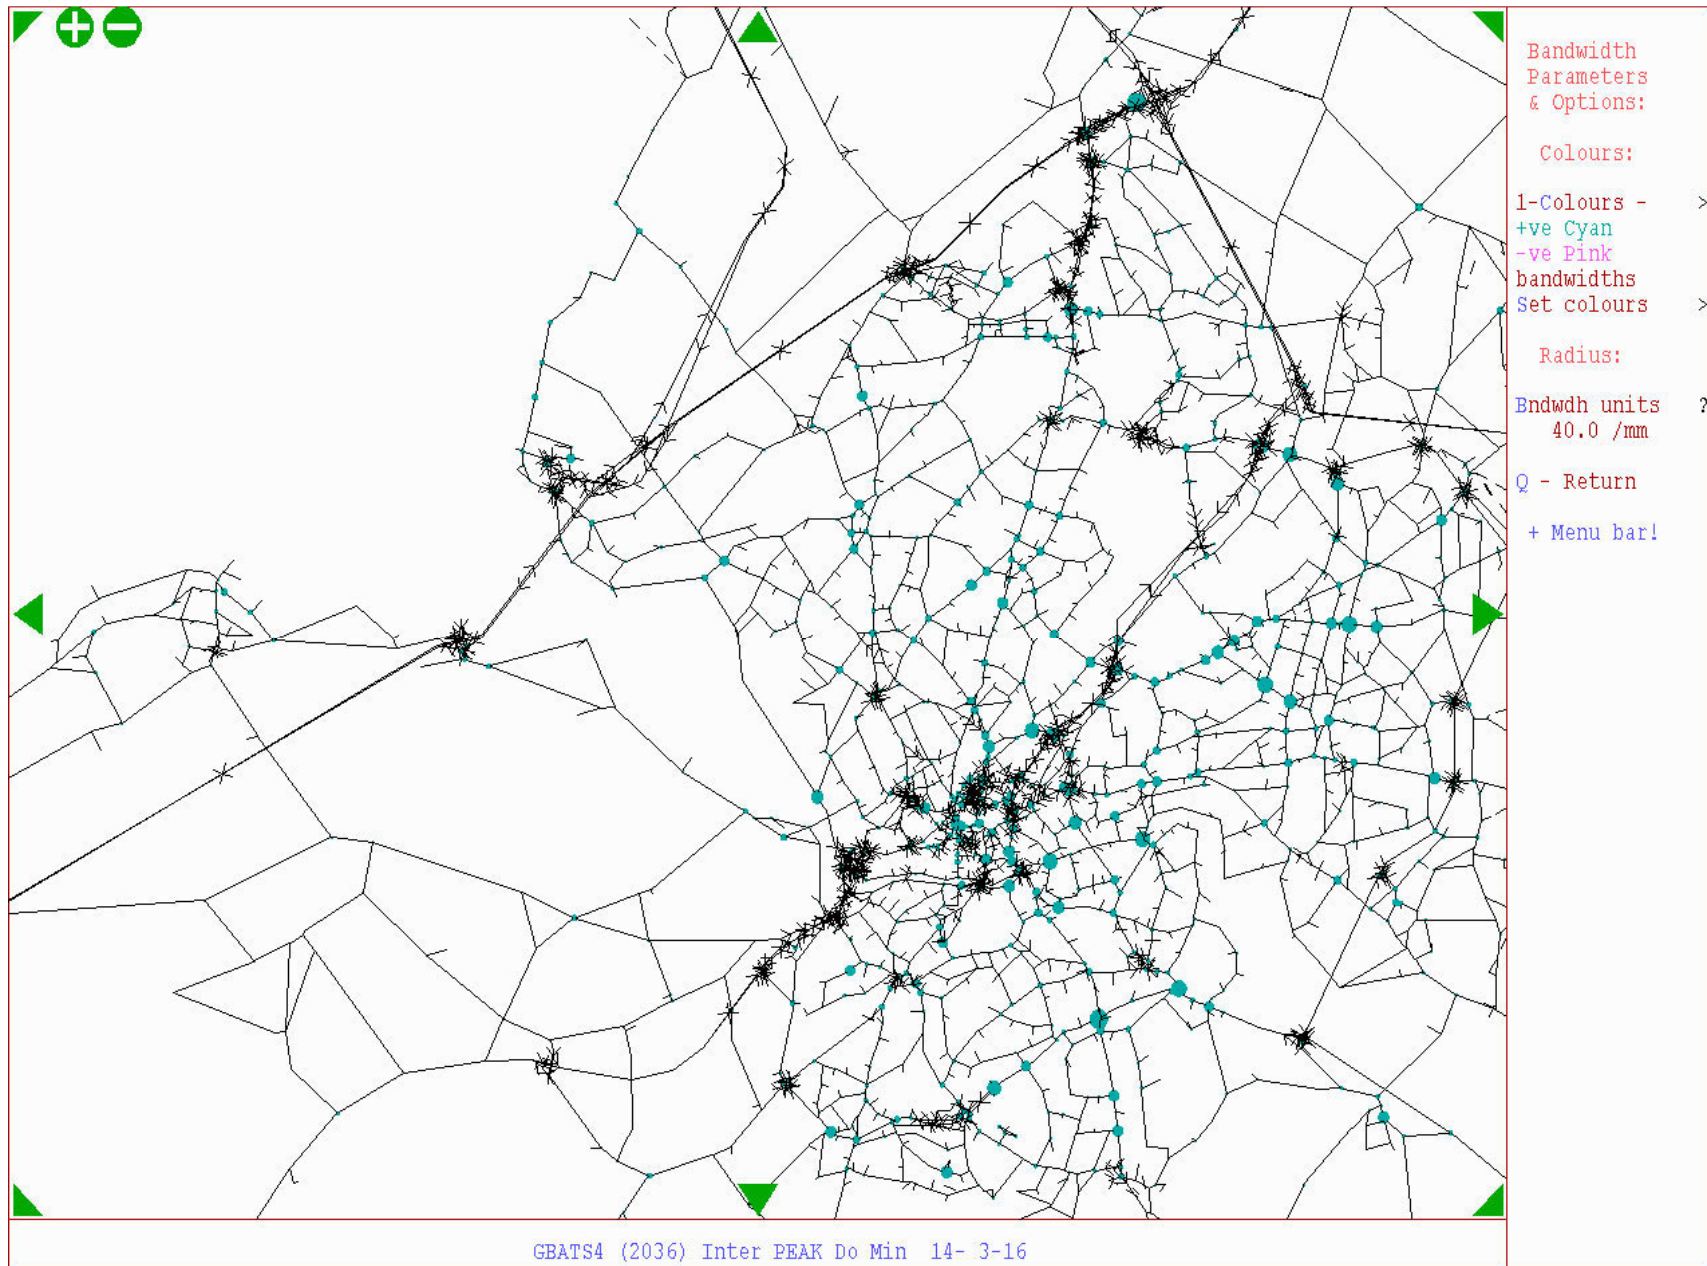 Bandwidth
Parameters
& Options:
Colours:
1-Colours - >
+ve Cyan
-ve Pink
bandwidths
Set colours >
Radius:
Bndwdh units ?
40.0 /mm
Q - Return
+ Menu bar!
GBATS4 (2036) Inter PEAK Do Min 14- 3-16